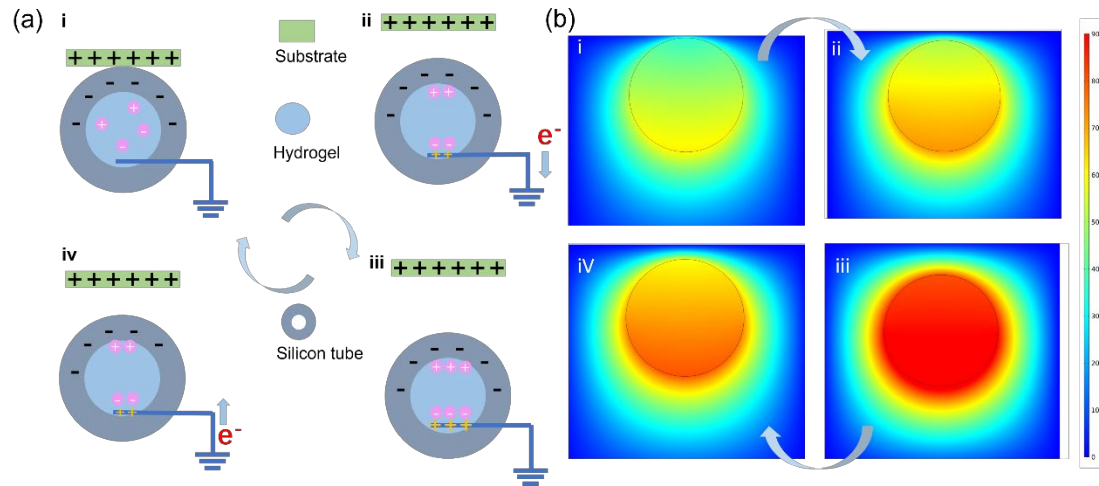 (a)
i
+ + + + + +
Substrate
Hydrogel
ii
+ + + + + +
e-
iv
+ + + + + +
e-
Silicon tube
iii
+ + + + + +
(b)
i
ii
iV
iii
90
80
70
60
50
40
30
20
10
0